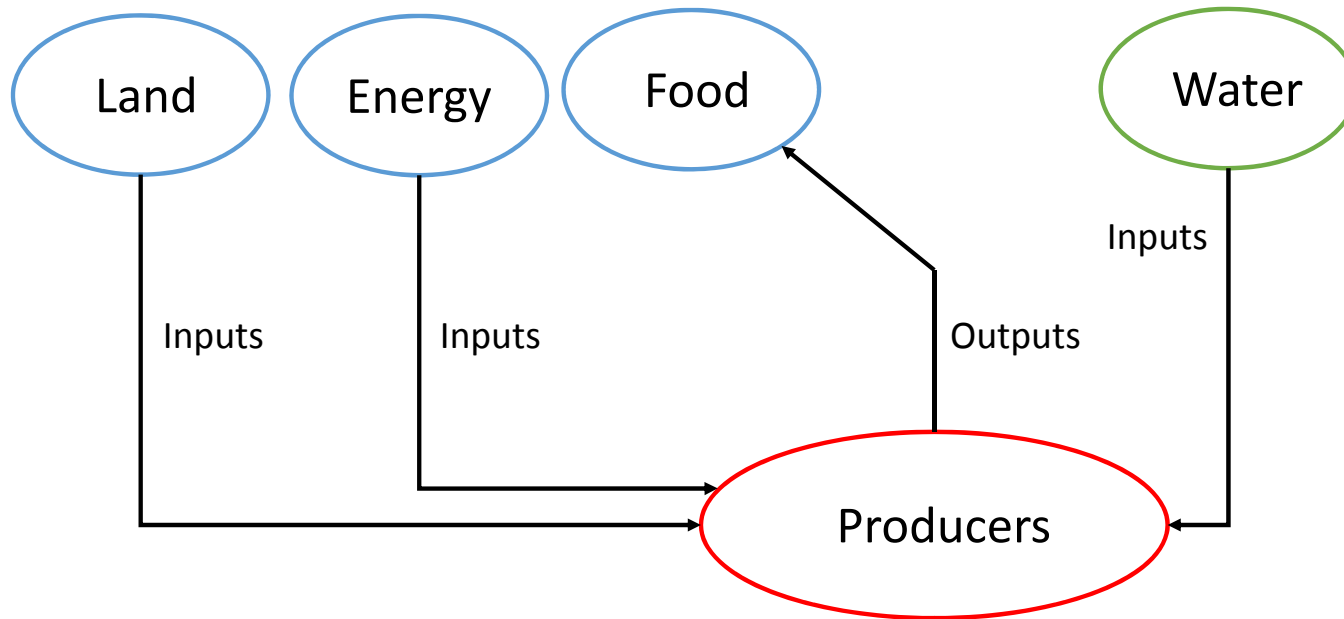 Land
Energy
Food
Water
Inputs
Inputs
Inputs
Outputs
Producers